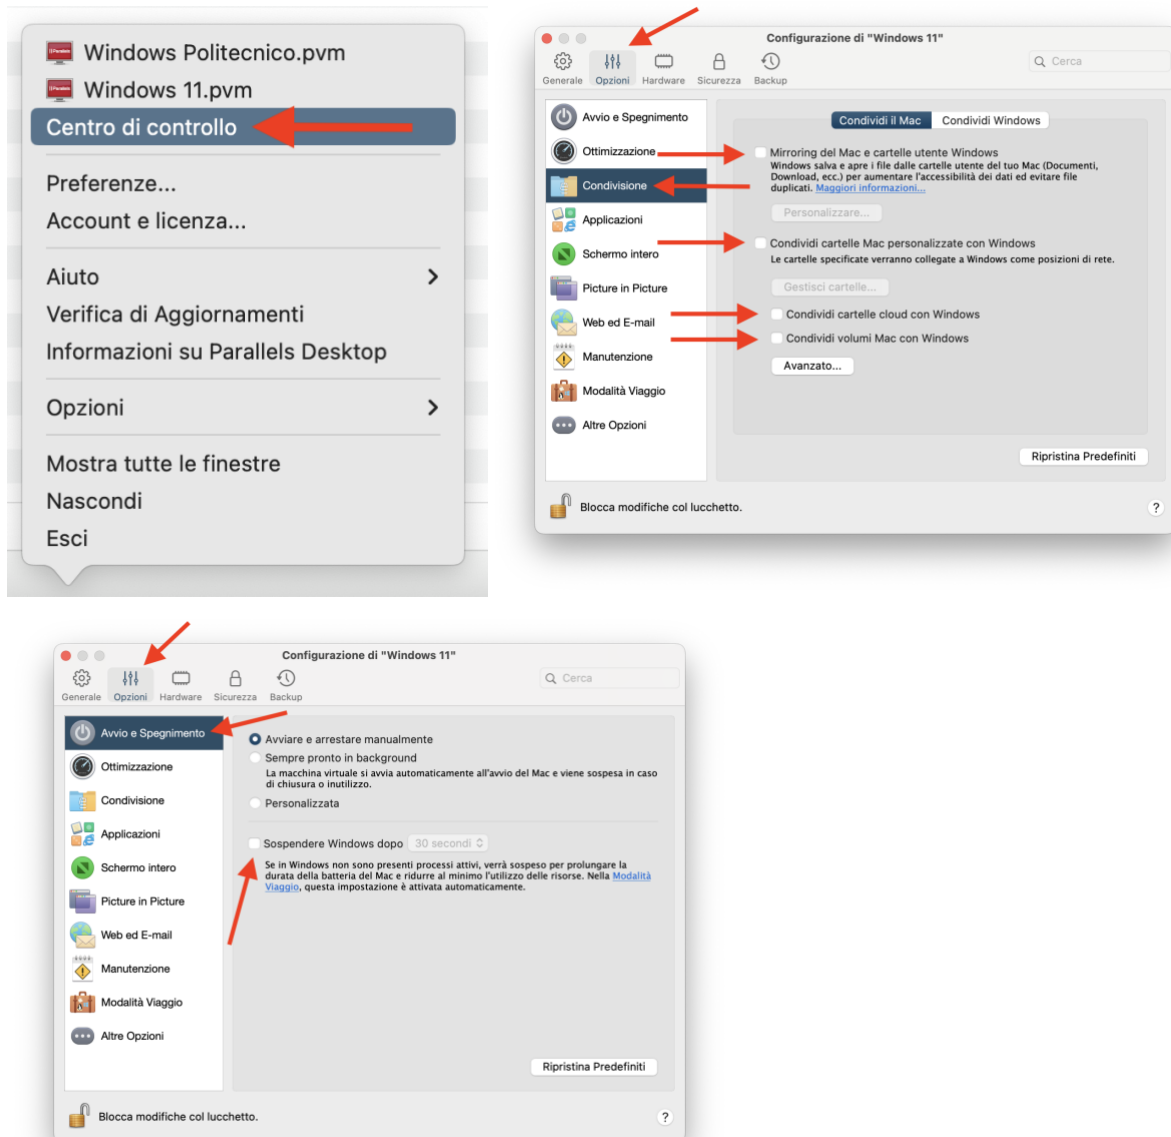 Windows Politecnico.pvm
Windows 11.pvm
Centro di controllo
Preferenze...
Account e licenza...
Aiuto
Verifica di Aggiornamenti
Informazioni su Parallels Desktop
Opzioni
Mostra tutte le finestre
Nascondi
Esci
Configurazione di "Windows 11"
Generale Opzioni Hardware Sicurezza Backup
Cerca
Avvio e Spegnimento
Ottimizzazione
Condivisione
Applicazioni
Schermo intero
Picture in Picture
Web ed E-mail
Manutenzione
Modalità Viaggio
Altre Opzioni
Condividi il Mac Condividi Windows
Mirroring del Mac e cartelle utente Windows
Windows salva e apre i file dalle cartelle utente del tuo Mac (Documenti,
Download, ecc.) per aumentare l'accessibilità dei dati ed evitare file
duplicati. Maggiori informazioni...
Personalizzare...
Condividi cartelle Mac personalizzate con Windows
Le cartelle specificate verranno collegate a Windows come posizioni di rete.
Gestisci cartelle...
Condividi cartelle cloud con Windows
Condividi volumi Mac con Windows
Avanzato...
Ripristina Predefiniti
Blocca modifiche col lucchetto.
?
Configurazione di "Windows 11"
Generale Opzioni Hardware Sicurezza Backup
Cerca
Avvio e Spegnimento
Ottimizzazione
Condivisione
Applicazioni
Schermo intero
Picture in Picture
Web ed E-mail
Manutenzione
Modalità Viaggio
Altre Opzioni
Avviare e arrestare manualmente
Sempre pronto in background
La macchina virtuale si avvia automaticamente all'avvio del Mac e viene sospesa in caso
di chiusura o inutilizzo.
Personalizzata
Sospendere Windows dopo 30 secondi
Se in Windows non sono presenti processi attivi, verrà sospeso per prolungare la
durata della batteria del Mac e ridurre al minimo l'utilizzo delle risorse. Nella Modalità
Viaggio, questa impostazione è attivata automaticamente.
Ripristina Predefiniti
Blocca modifiche col lucchetto.
?